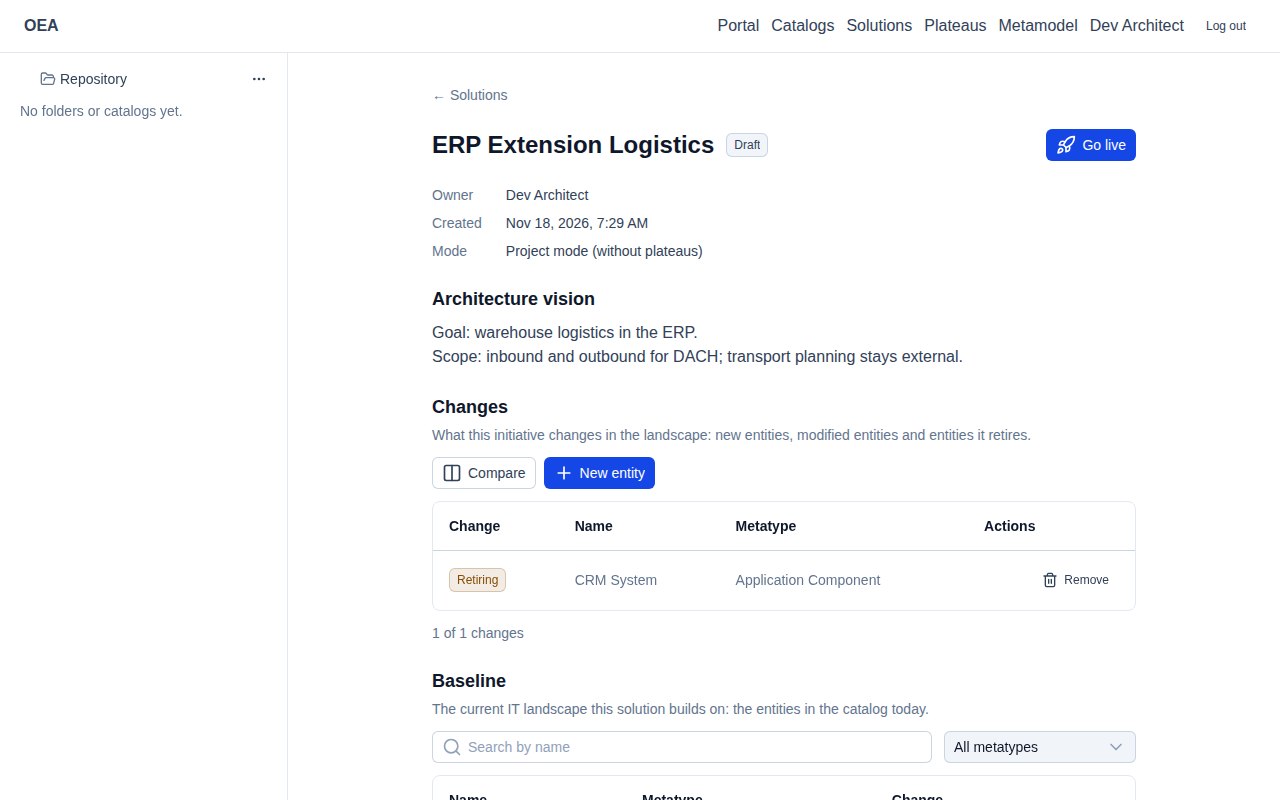 OEA
Portal Catalogs Solutions Plateaus Metamodel Dev Architect Log out
Repository
No folders or catalogs yet.
← Solutions
ERP Extension Logistics Draft Go live
Owner Dev Architect
Created Nov 18, 2026, 7:29 AM
Mode Project mode (without plateaus)
Architecture vision
Goal: warehouse logistics in the ERP.
Scope: inbound and outbound for DACH; transport planning stays external.
Changes
What this initiative changes in the landscape: new entities, modified entities and entities it retires.
Compare New entity
Change Name Metatype Actions
Retiring CRM System Application Component Remove
1 of 1 changes
Baseline
The current IT landscape this solution builds on: the entities in the catalog today.
Search by name All metatypes
Name Metatype Change